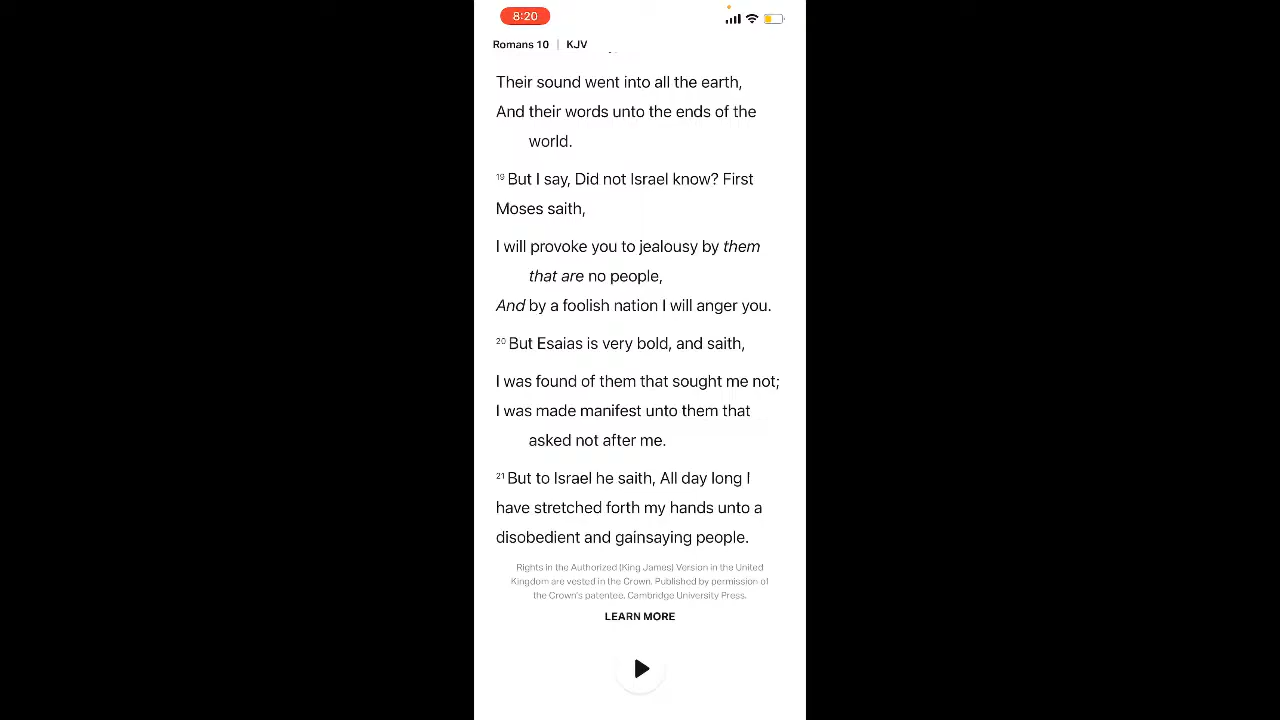 8:20
Romans 10 | KJV
Their sound went into all the earth,
And their words unto the ends of the
world.
19 But I say, Did not Israel know? First
Moses saith,
I will provoke you to jealousy by them
that are no people,
And by a foolish nation I will anger you.
20 But Esaias is very bold, and saith,
I was found of them that sought me not;
I was made manifest unto them that
asked not after me.
21 But to Israel he saith, All day long I
have stretched forth my hands unto a
disobedient and gainsaying people.
Rights in the Authorized (King James) Version in the United
Kingdom are vested in the Crown. Published by permission of
the Crown's patentee, Cambridge University Press.
LEARN MORE